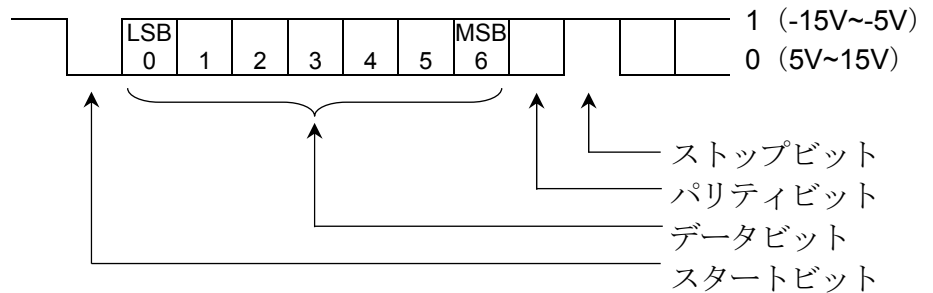 LSB MSB 1（-15V~-5V）
0 1 2 3 4 5 6 0（5V~15V）
ストップビット
パリティビット
データビット
スタートビット